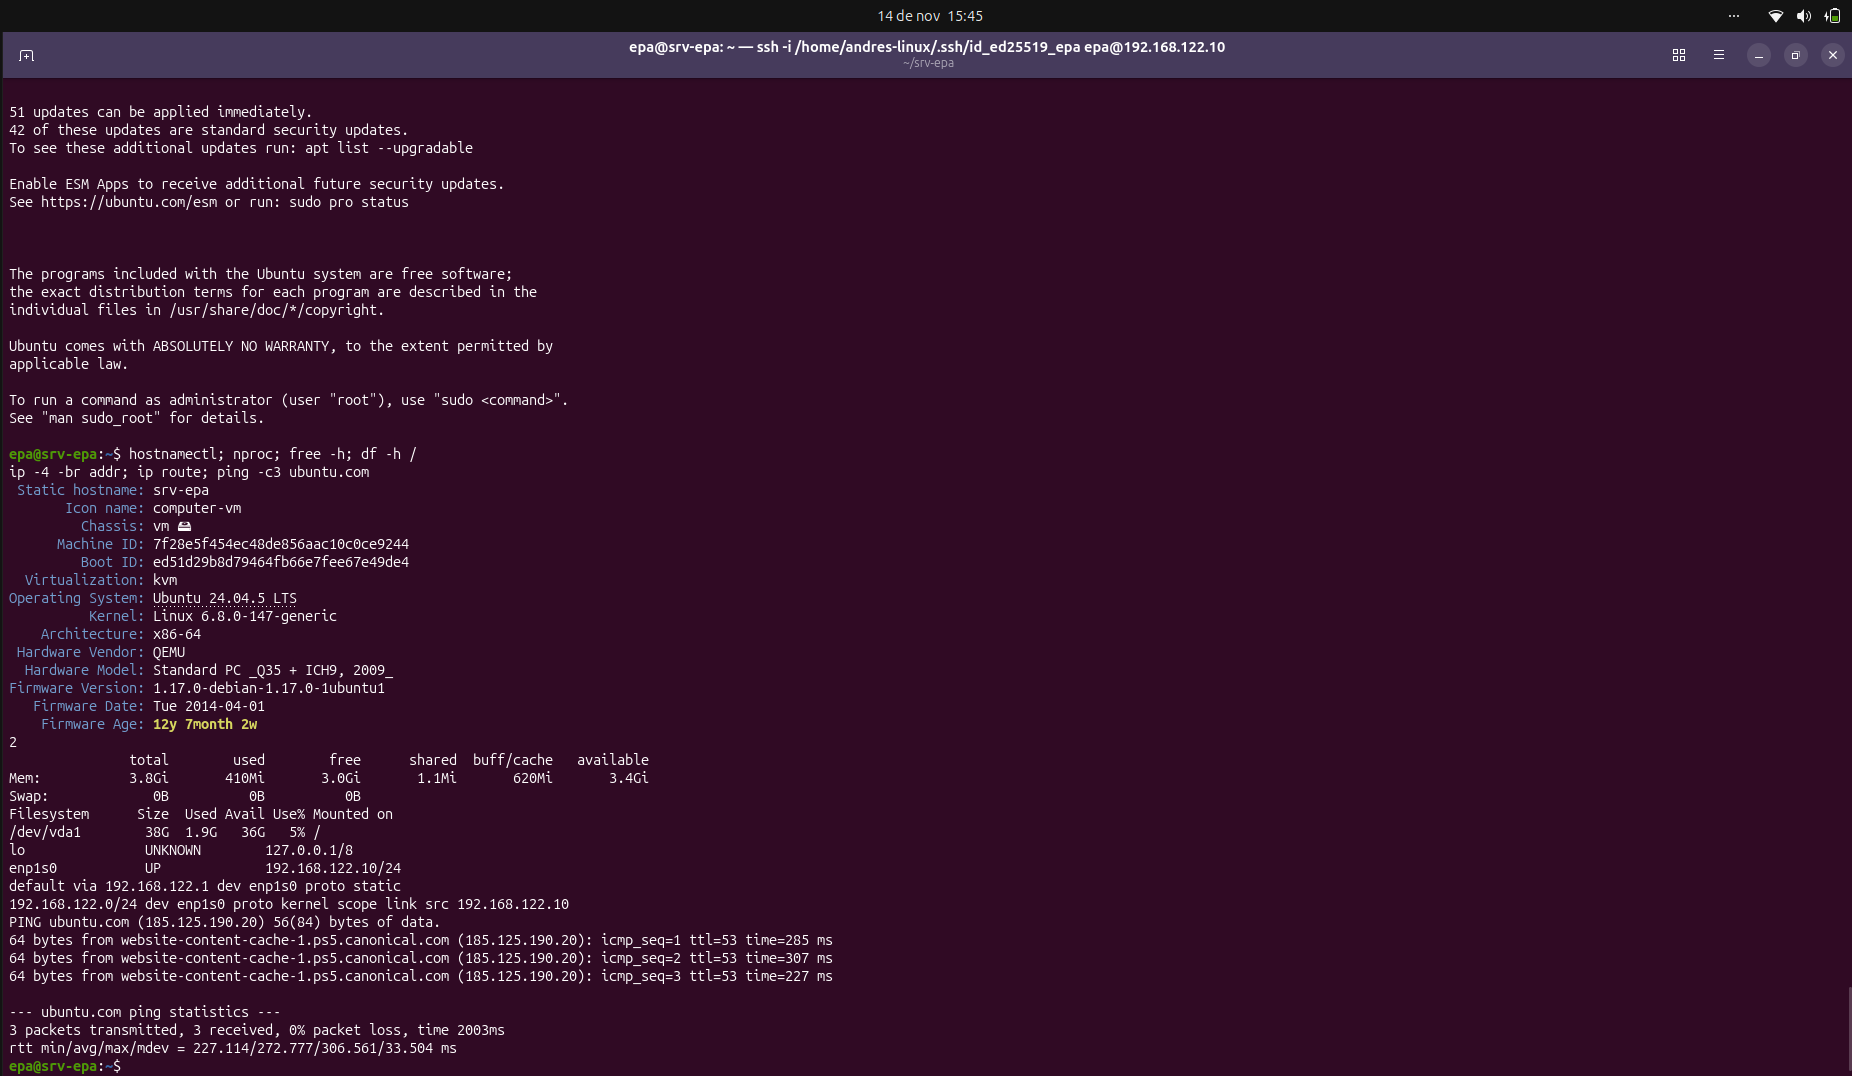 14 de nov  15:45
epa@srv-epa: ~ — ssh -i /home/andres-linux/.ssh/id_ed25519_epa epa@192.168.122.10
~/srv-epa
51 updates can be applied immediately.
42 of these updates are standard security updates.
To see these additional updates run: apt list --upgradable
Enable ESM Apps to receive additional future security updates.
See https://ubuntu.com/esm or run: sudo pro status
The programs included with the Ubuntu system are free software;
the exact distribution terms for each program are described in the
individual files in /usr/share/doc/*/copyright.
Ubuntu comes with ABSOLUTELY NO WARRANTY, to the extent permitted by
applicable law.
To run a command as administrator (user "root"), use "sudo <command>".
See "man sudo_root" for details.
epa@srv-epa:~$ hostnamectl; nproc; free -h; df -h /
ip -4 -br addr; ip route; ping -c3 ubuntu.com
 Static hostname: srv-epa
       Icon name: computer-vm
         Chassis: vm 🖴
      Machine ID: 7f28e5f454ec48de856aac10c0ce9244
         Boot ID: ed51d29b8d79464fb66e7fee67e49de4
  Virtualization: kvm
Operating System: Ubuntu 24.04.5 LTS
          Kernel: Linux 6.8.0-147-generic
    Architecture: x86-64
 Hardware Vendor: QEMU
  Hardware Model: Standard PC _Q35 + ICH9, 2009_
Firmware Version: 1.17.0-debian-1.17.0-1ubuntu1
   Firmware Date: Tue 2014-04-01
    Firmware Age: 12y 7month 2w
2
               total        used        free      shared  buff/cache   available
Mem:           3.8Gi       410Mi       3.0Gi       1.1Mi       620Mi       3.4Gi
Swap:             0B          0B          0B
Filesystem      Size  Used Avail Use% Mounted on
/dev/vda1        38G  1.9G   36G   5% /
lo               UNKNOWN        127.0.0.1/8
enp1s0           UP             192.168.122.10/24
default via 192.168.122.1 dev enp1s0 proto static
192.168.122.0/24 dev enp1s0 proto kernel scope link src 192.168.122.10
PING ubuntu.com (185.125.190.20) 56(84) bytes of data.
64 bytes from website-content-cache-1.ps5.canonical.com (185.125.190.20): icmp_seq=1 ttl=53 time=285 ms
64 bytes from website-content-cache-1.ps5.canonical.com (185.125.190.20): icmp_seq=2 ttl=53 time=307 ms
64 bytes from website-content-cache-1.ps5.canonical.com (185.125.190.20): icmp_seq=3 ttl=53 time=227 ms
--- ubuntu.com ping statistics ---
3 packets transmitted, 3 received, 0% packet loss, time 2003ms
rtt min/avg/max/mdev = 227.114/272.777/306.561/33.504 ms
epa@srv-epa:~$